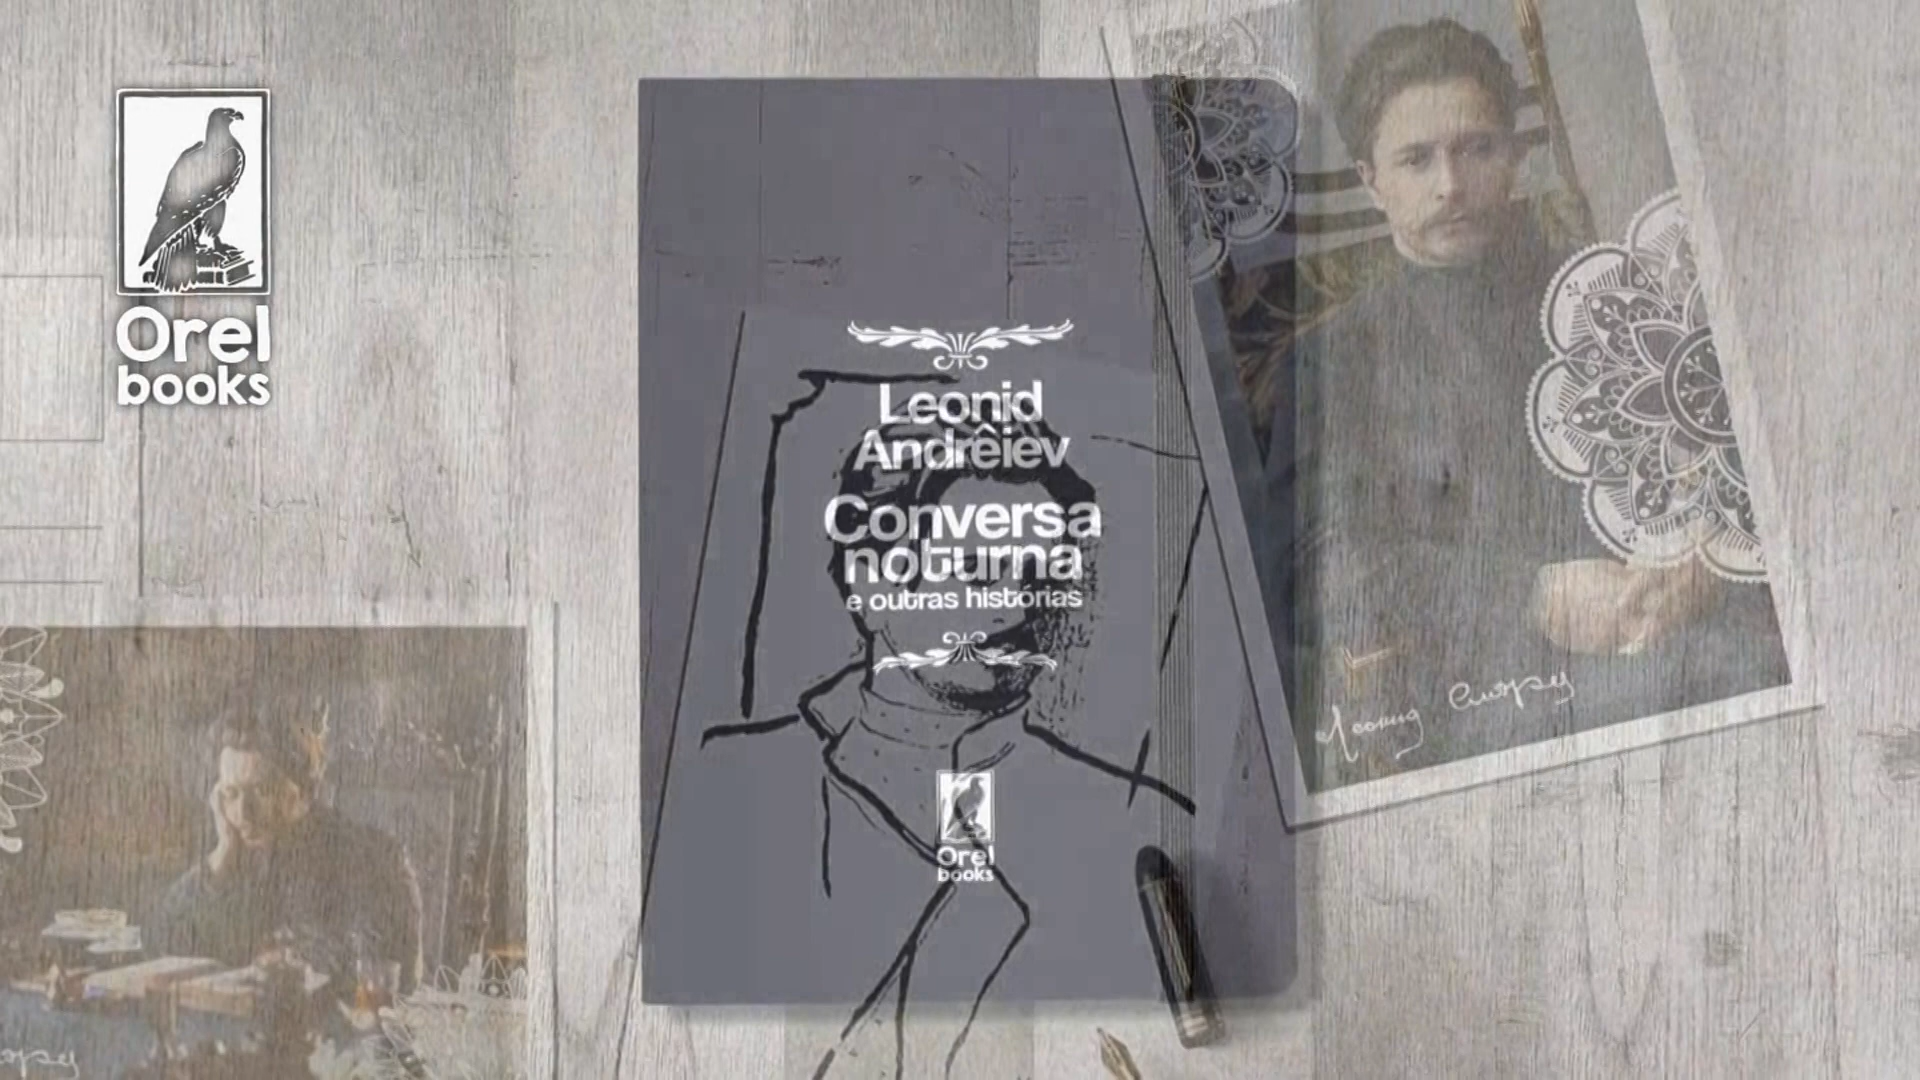 Orel
books
Leonid
Andrêiev
Conversa
noturna
e outras histórias
Orel
books